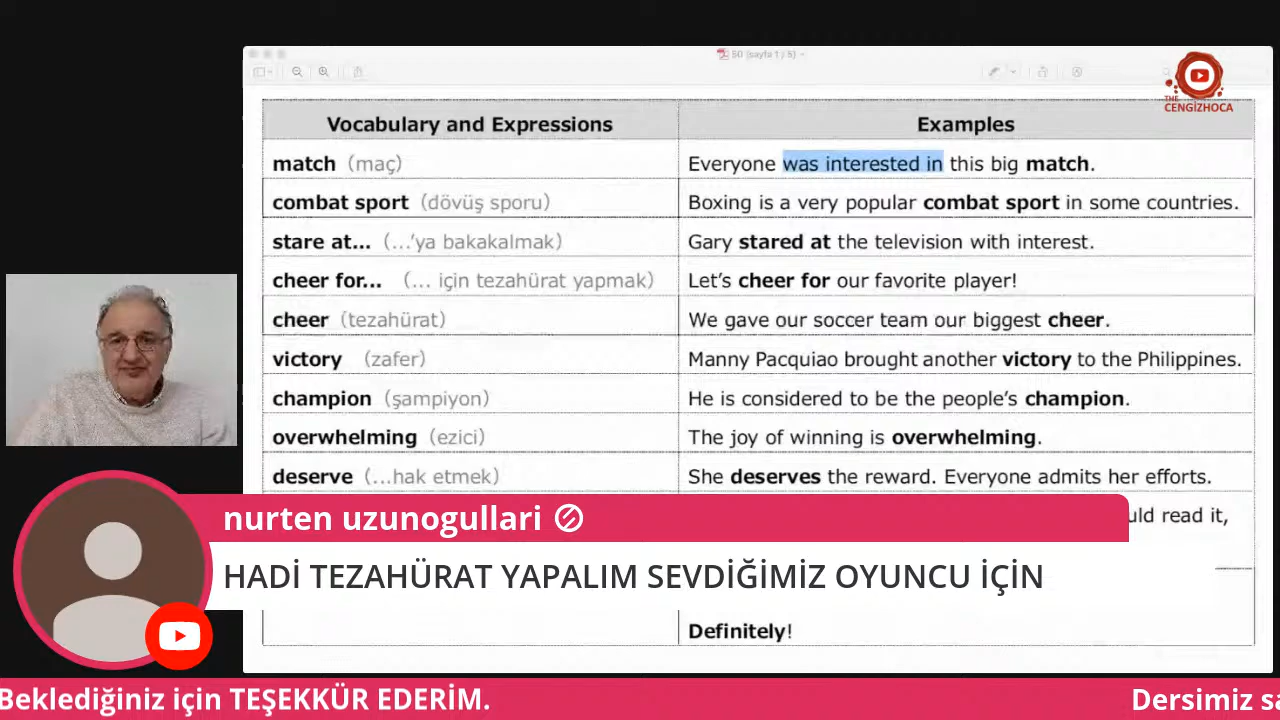 50 (sayfa 1 / 5)
THE
CENGİZHOCA
Vocabulary and Expressions
Examples
match (maç)
Everyone was interested in this big match.
combat sport (dövüş sporu)
Boxing is a very popular combat sport in some countries.
stare at... (...’ya bakakalmak)
Gary stared at the television with interest.
cheer for... (... için tezahürat yapmak)
Let’s cheer for our favorite player!
cheer (tezahürat)
We gave our soccer team our biggest cheer.
victory (zafer)
Manny Pacquiao brought another victory to the Philippines.
champion (şampiyon)
He is considered to be the people’s champion.
overwhelming (ezici)
The joy of winning is overwhelming.
deserve (...hak etmek)
She deserves the reward. Everyone admits her efforts.
read it,
nurten uzunogullari
HADİ TEZAHÜRAT YAPALIM SEVDİĞİMİZ OYUNCU İÇİN
Definitely!
Beklediğiniz için TEŞEKKÜR EDERİM.
Dersimiz